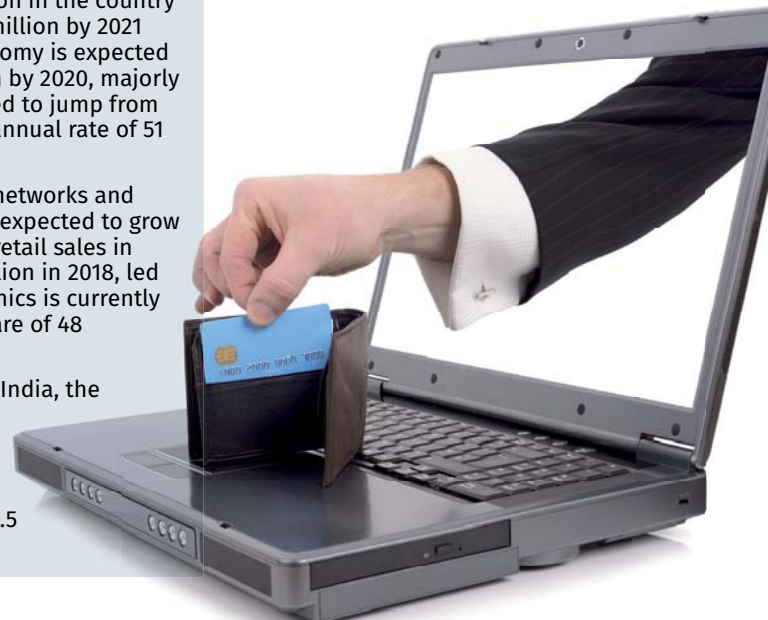 on in the country
million by 2021
omy is expected
n by 2020, majorly
ed to jump from
annual rate of 51
networks and
expected to grow
retail sales in
lion in 2018, led
nics is currently
are of 48
India, the
.5